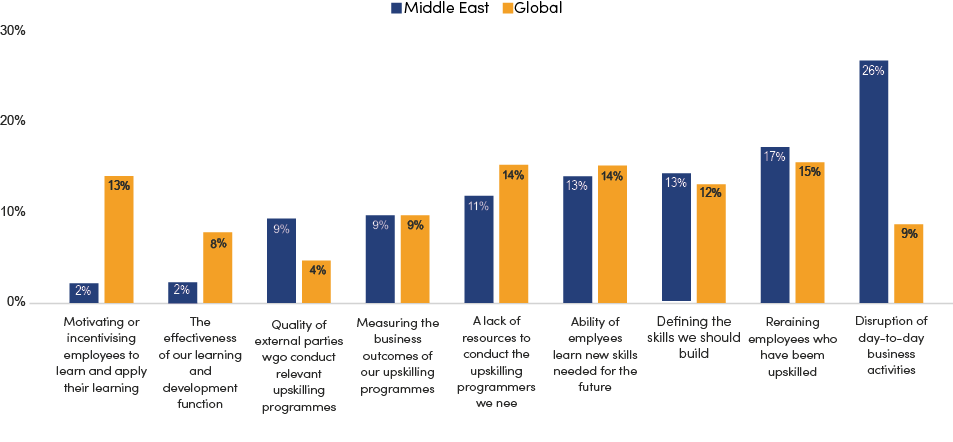 Middle East Global
30%
20%
10%
0%
2% 13%
2% 8%
9% 4%
9% 9%
11% 14%
13% 14%
13% 12%
17% 15%
26% 9%
Motivating or
incentivising
employees to
learn and apply
their learning
The
effectiveness
of our learning
and
development
function
Quality of
external parties
wgo conduct
relevant
upskilling
programmes
Measuring the
business
outcomes of
our upskilling
programmes
A lack of
resources to
conduct the
upskilling
programmers
we nee
Ability of
emplyees
learn new skills
needed for the
future
Defining the
skills we should
build
Reraining
employees who
have beem
upskilled
Disruption of
day-to-day
business
activities